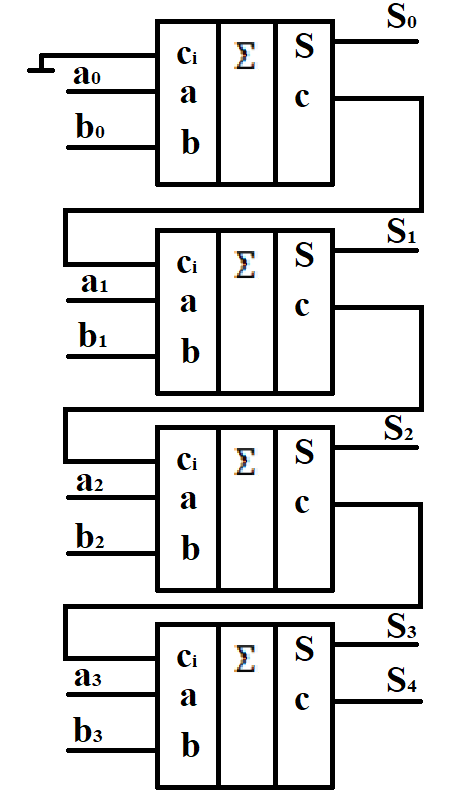 S₀
cᵢ Σ S
a₀ a c
b₀ b
S₁
cᵢ Σ S
a₁ a c
b₁ b
S₂
cᵢ Σ S
a₂ a c
b₂ b
S₃
cᵢ Σ S
a₃ a c S₄
b₃ b